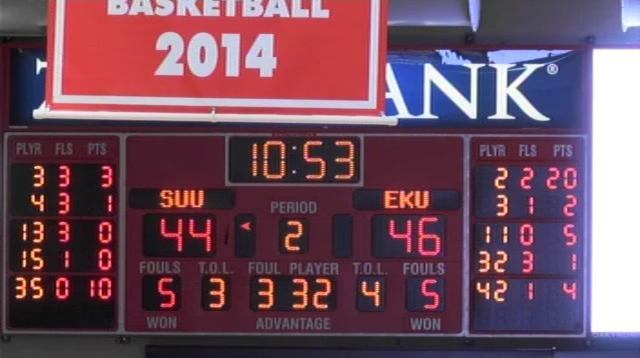 BASKETBALL
2014
ANK®
10:53
PLYR FLS PTS
3 3 3
4 3 1
13 3 0
15 1 0
35 0 10
SUU
44
PERIOD
2
EKU
46
FOULS T.O.L. FOUL PLAYER T.O.L. FOULS
5 3 3 32 4 5
WON ADVANTAGE WON
PLYR FLS PTS
2 2 20
3 1 2
11 0 5
32 3 1
42 1 4